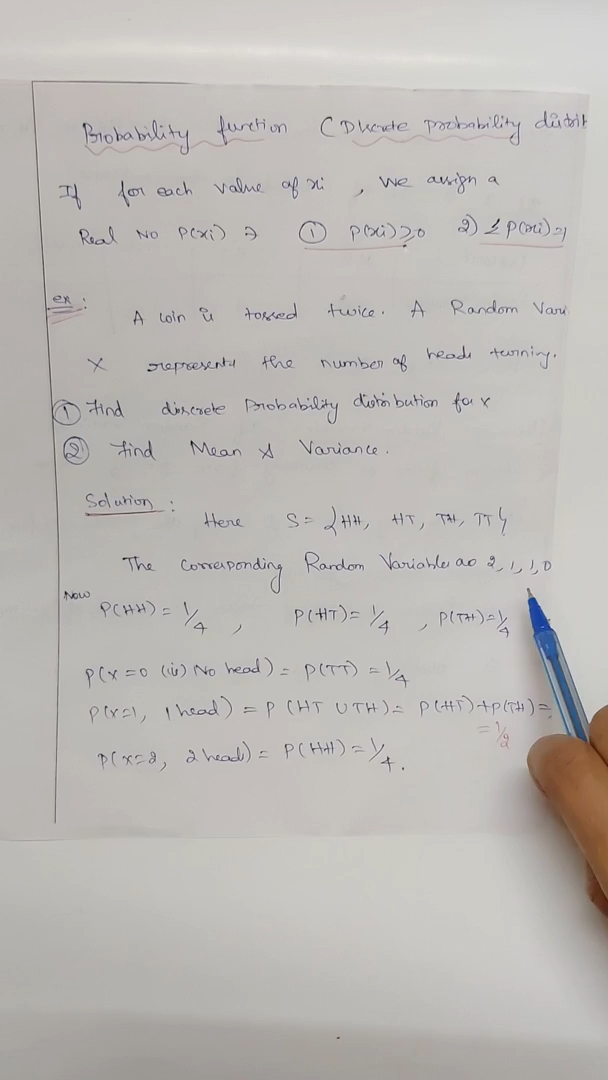 Probability function (Discrete probability distri
If for each value of xi , we assign a
Real No P(xi) ∋ ① P(xi) ≥ 0 2) Σ P(xi) = 1
ex :
A coin is tossed twice. A Random Vari
X represents the number of heads turning.
① Find discrete Probability distribution for x
② Find Mean & Variance.
Solution :
Here S = {HH, HT, TH, TT}
The corresponding Random Variable as 2, 1, 1, 0
Now P(HH) = 1/4 , P(HT) = 1/4 , P(TH) = 1/4
P(x=0 (ie) No head) = P(TT) = 1/4
P(x=1, 1 head) = P(HT ∪ TH) = P(HT) + P(TH) =
= 1/2
P(x=2, 2 head) = P(HH) = 1/4.